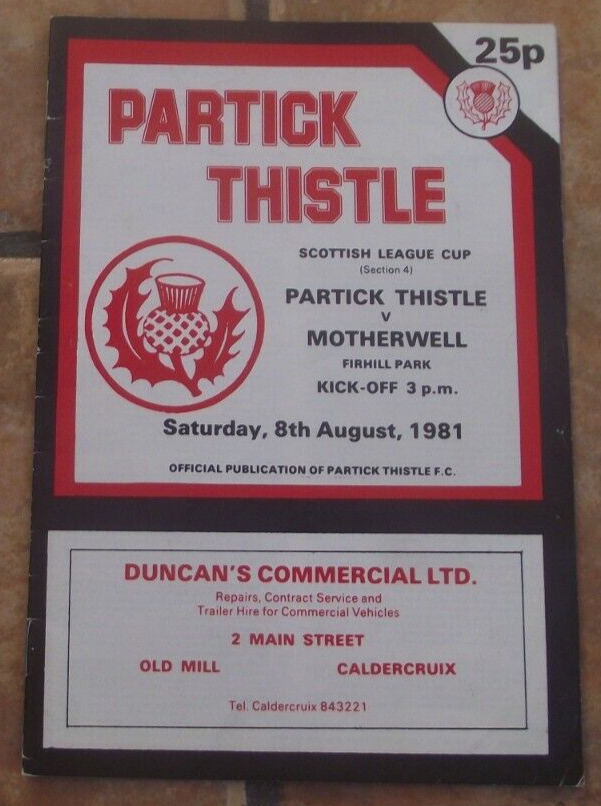 25p
PARTICK
THISTLE
SCOTTISH LEAGUE CUP
(Section 4)
PARTICK THISTLE
v
MOTHERWELL
FIRHILL PARK
KICK-OFF 3 p.m.
Saturday, 8th August, 1981
OFFICIAL PUBLICATION OF PARTICK THISTLE F.C.
DUNCAN'S COMMERCIAL LTD.
Repairs, Contract Service and
Trailer Hire for Commercial Vehicles
2 MAIN STREET
OLD MILL CALDERCRUIX
Tel. Caldercruix 843221